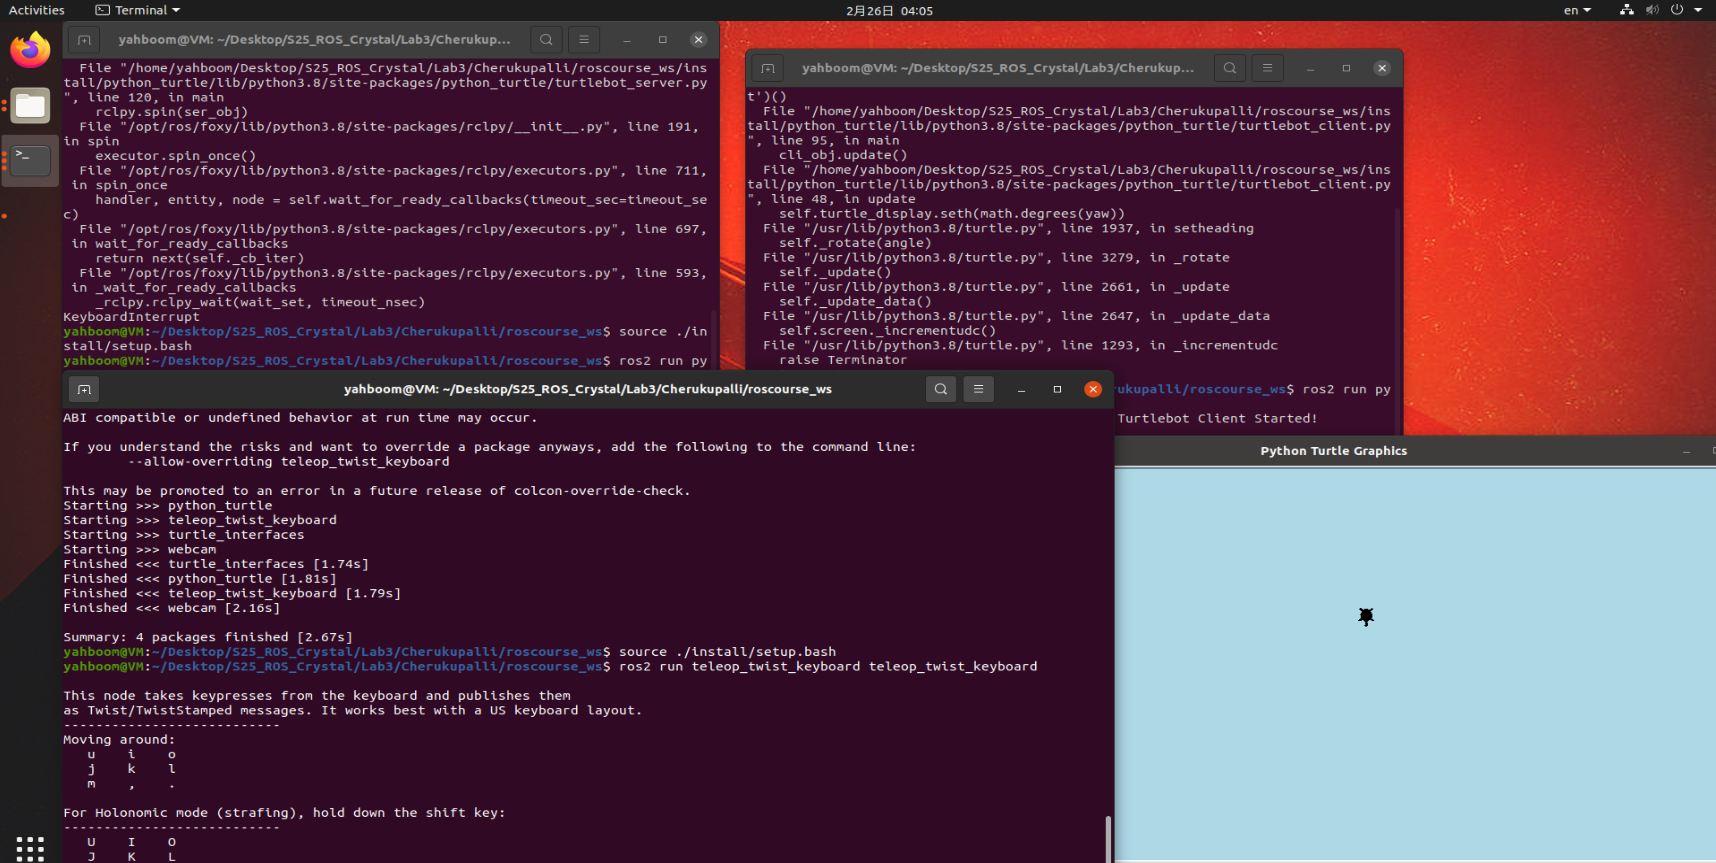 Activities
Terminal
2月26日 04:05
en
yahboom@VM: ~/Desktop/S25_ROS_Crystal/Lab3/Cherukup...
File "/home/yahboom/Desktop/S25_ROS_Crystal/Lab3/Cherukupalli/roscourse_ws/ins
tall/python_turtle/lib/python3.8/site-packages/python_turtle/turtlebot_server.py
", line 120, in main
rclpy.spin(ser_obj)
File "/opt/ros/foxy/lib/python3.8/site-packages/rclpy/__init__.py", line 191,
in spin
executor.spin_once()
File "/opt/ros/foxy/lib/python3.8/site-packages/rclpy/executors.py", line 711,
in spin_once
handler, entity, node = self.wait_for_ready_callbacks(timeout_sec=timeout_se
c)
File "/opt/ros/foxy/lib/python3.8/site-packages/rclpy/executors.py", line 697,
in wait_for_ready_callbacks
return next(self._cb_iter)
File "/opt/ros/foxy/lib/python3.8/site-packages/rclpy/executors.py", line 593,
in _wait_for_ready_callbacks
_rclpy.rclpy_wait(wait_set, timeout_nsec)
KeyboardInterrupt
yahboom@VM:~/Desktop/S25_ROS_Crystal/Lab3/Cherukupalli/roscourse_ws$ source ./in
stall/setup.bash
yahboom@VM:~/Desktop/S25_ROS_Crystal/Lab3/Cherukupalli/roscourse_ws$ ros2 run py
yahboom@VM: ~/Desktop/S25_ROS_Crystal/Lab3/Cherukup...
t')()
File "/home/yahboom/Desktop/S25_ROS_Crystal/Lab3/Cherukupalli/roscourse_ws/ins
tall/python_turtle/lib/python3.8/site-packages/python_turtle/turtlebot_client.py
", line 95, in main
cli_obj.update()
File "/home/yahboom/Desktop/S25_ROS_Crystal/Lab3/Cherukupalli/roscourse_ws/ins
tall/python_turtle/lib/python3.8/site-packages/python_turtle/turtlebot_client.py
", line 48, in update
self.turtle_display.seth(math.degrees(yaw))
File "/usr/lib/python3.8/turtle.py", line 1937, in setheading
self._rotate(angle)
File "/usr/lib/python3.8/turtle.py", line 3279, in _rotate
self._update()
File "/usr/lib/python3.8/turtle.py", line 2661, in _update
self._update_data()
File "/usr/lib/python3.8/turtle.py", line 2647, in _update_data
self.screen._incrementudc()
File "/usr/lib/python3.8/turtle.py", line 1293, in _incrementudc
raise Terminator
rukupalli/roscourse_ws$ ros2 run py
Turtlebot Client Started!
yahboom@VM: ~/Desktop/S25_ROS_Crystal/Lab3/Cherukupalli/roscourse_ws
ABI compatible or undefined behavior at run time may occur.
If you understand the risks and want to override a package anyways, add the following to the command line:
--allow-overriding teleop_twist_keyboard
This may be promoted to an error in a future release of colcon-override-check.
Starting >>> python_turtle
Starting >>> teleop_twist_keyboard
Starting >>> turtle_interfaces
Starting >>> webcam
Finished <<< turtle_interfaces [1.74s]
Finished <<< python_turtle [1.81s]
Finished <<< teleop_twist_keyboard [1.79s]
Finished <<< webcam [2.16s]
Summary: 4 packages finished [2.67s]
yahboom@VM:~/Desktop/S25_ROS_Crystal/Lab3/Cherukupalli/roscourse_ws$ source ./install/setup.bash
yahboom@VM:~/Desktop/S25_ROS_Crystal/Lab3/Cherukupalli/roscourse_ws$ ros2 run teleop_twist_keyboard teleop_twist_keyboard
This node takes keypresses from the keyboard and publishes them
as Twist/TwistStamped messages. It works best with a US keyboard layout.
---------------------------
Moving around:
u i o
j k l
m , .
For Holonomic mode (strafing), hold down the shift key:
---------------------------
U I O
J K L
Python Turtle Graphics